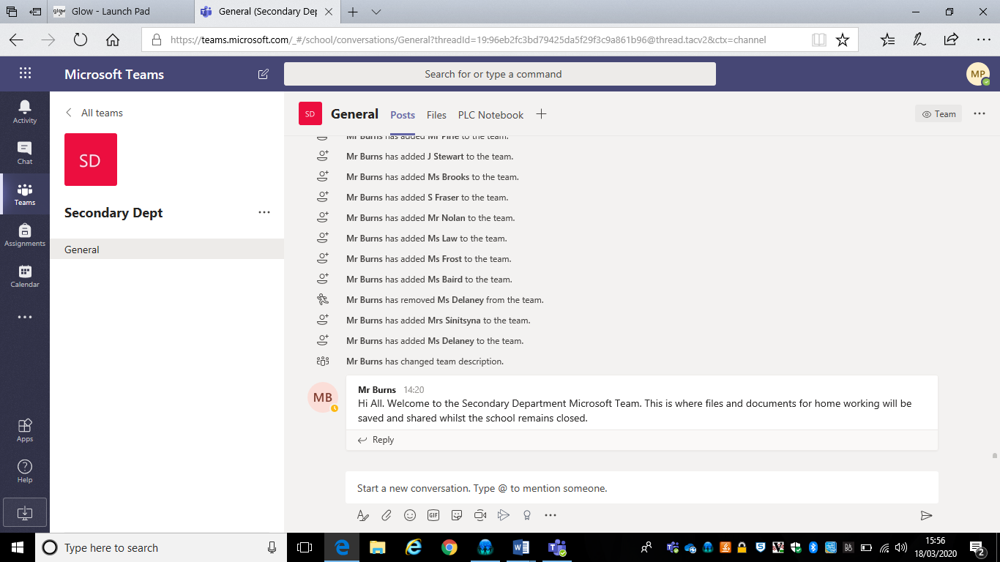 Glow - Launch Pad
General (Secondary Dep
https://teams.microsoft.com/_#/school/conversations/General?threadId=19:96eb2fc3bd79425da5f29f3c9a861b96@thread.tacv2&ctx=channel
Microsoft Teams
Search for or type a command
MP
Activity
Chat
Teams
Assignments
Calendar
Apps
Help
All teams
SD
Secondary Dept
General
SD
General
Posts
Files
PLC Notebook
Team
Mr Burns has added Mr Pine to the team.
Mr Burns has added J Stewart to the team.
Mr Burns has added Ms Brooks to the team.
Mr Burns has added S Fraser to the team.
Mr Burns has added Mr Nolan to the team.
Mr Burns has added Ms Law to the team.
Mr Burns has added Ms Frost to the team.
Mr Burns has added Ms Baird to the team.
Mr Burns has removed Ms Delaney from the team.
Mr Burns has added Mrs Sinitsyna to the team.
Mr Burns has added Ms Delaney to the team.
Mr Burns has changed team description.
MB
Mr Burns 14:20
Hi All. Welcome to the Secondary Department Microsoft Team. This is where files and documents for home working will be
saved and shared whilst the school remains closed.
Reply
Start a new conversation. Type @ to mention someone.
GIF
Type here to search
15:56
18/03/2020
2